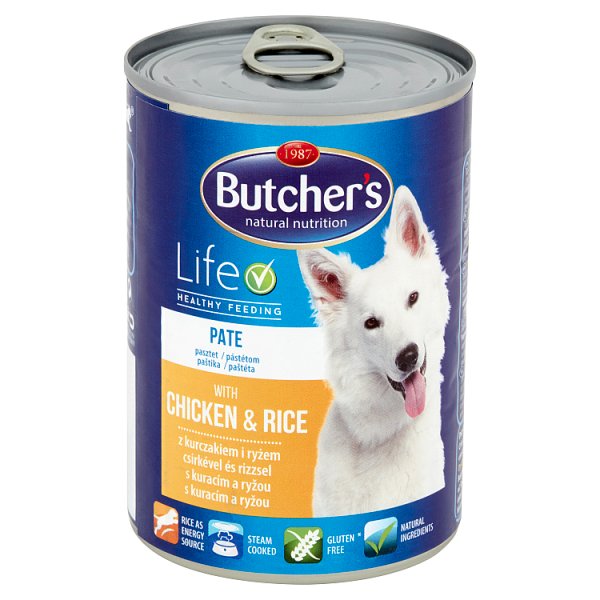 1987
Butcher's
natural nutrition
Life
HEALTHY FEEDING
PATE
pasztet / pástétom
paštika / paštéta
WITH
CHICKEN & RICE
z kurczakiem i ryżem
csirkével és rizzsel
s kuracím a ryžou
s kuracím a ryžou
RICE AS
ENERGY
SOURCE
STEAM
COOKED
GLUTEN *
FREE
NATURAL
INGREDIENTS